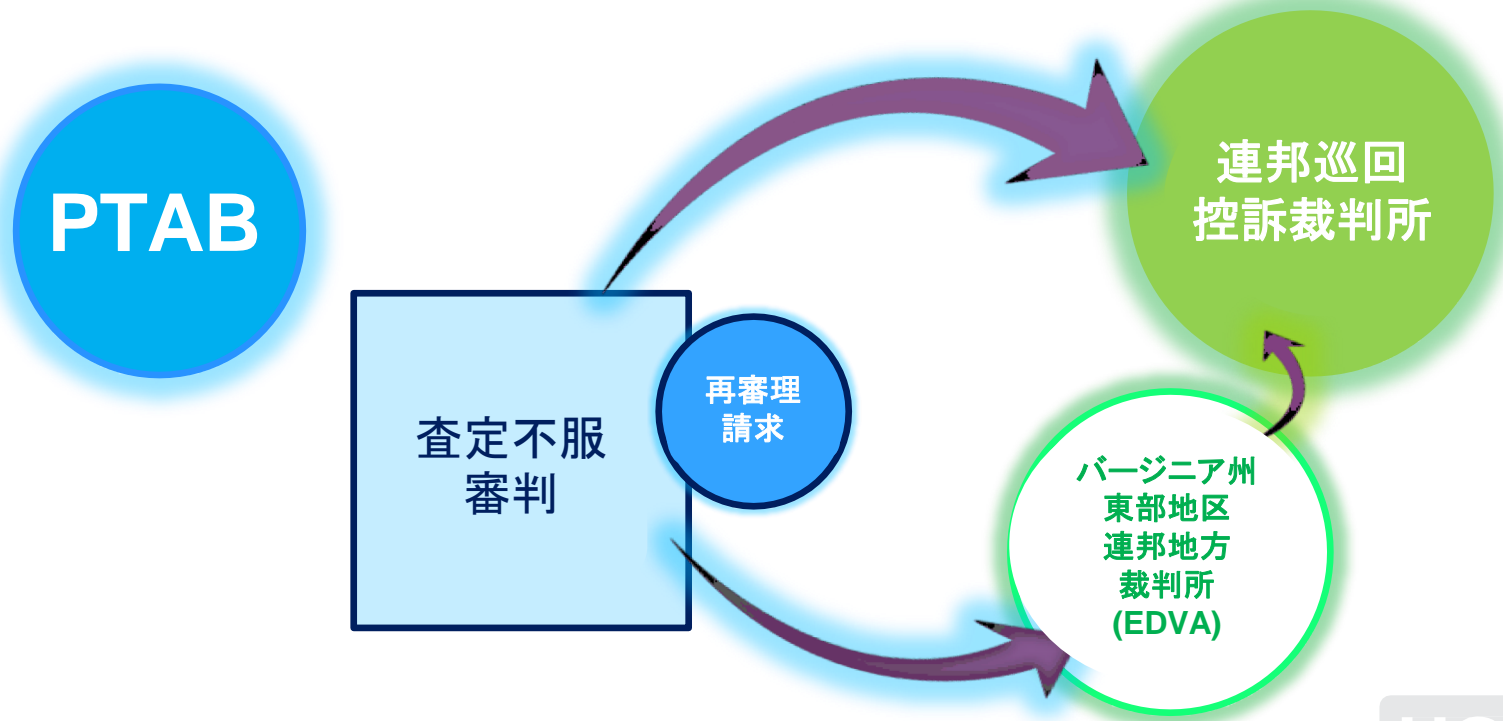 PTAB
連邦巡回
控訴裁判所
再審理
請求
査定不服
審判
バージニア州
東部地区
連邦地方
裁判所
(EDVA)